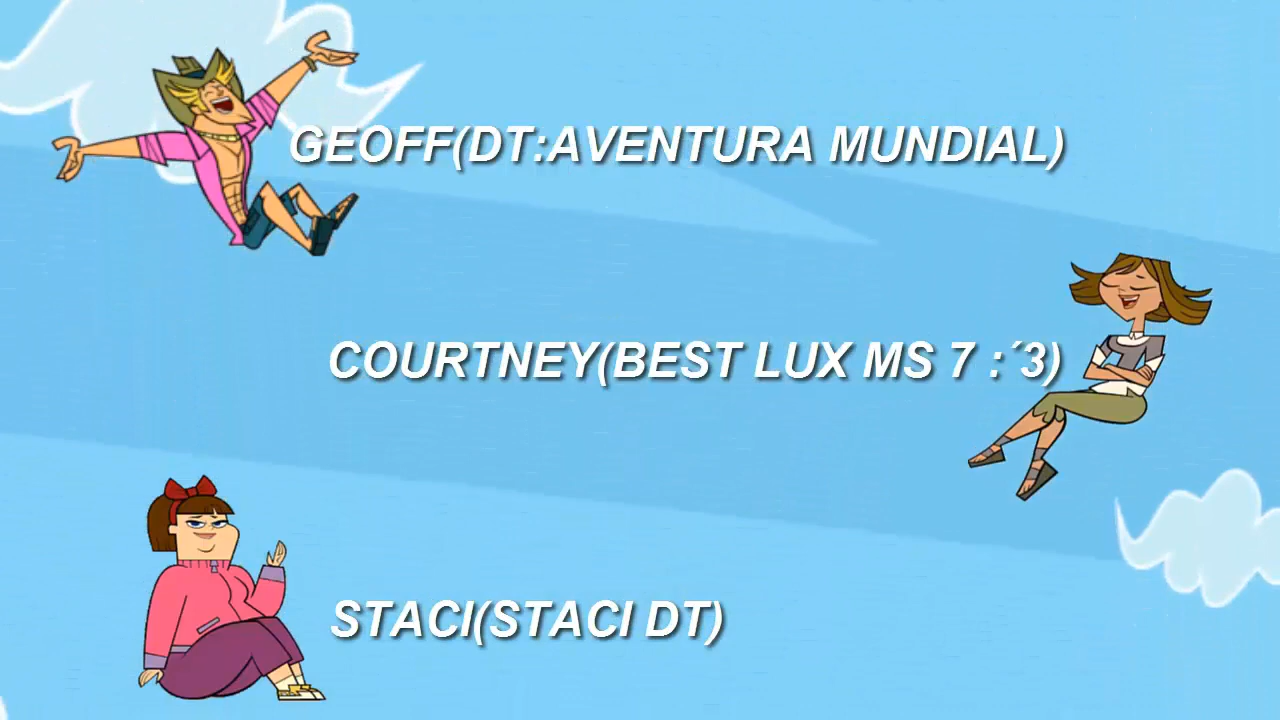 GEOFF(DT:AVENTURA MUNDIAL)
COURTNEY(BEST LUX MS 7 :´3)
STACI(STACI DT)